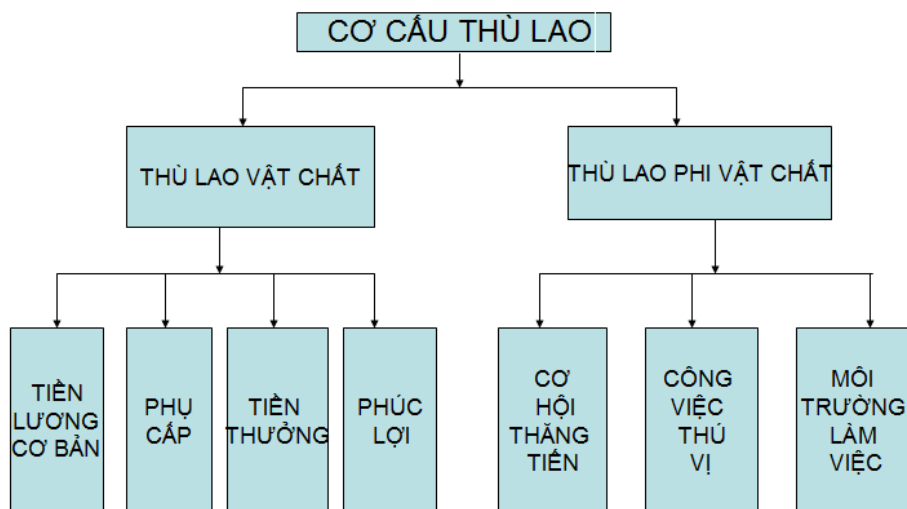 CƠ CẤU THÙ LAO
THÙ LAO VẬT CHẤT
THÙ LAO PHI VẬT CHẤT
TIỀN
LƯƠNG
CƠ BẢN
PHỤ
CẤP
TIỀN
THƯỞNG
PHÚC
LỢI
CƠ
HỘI
THĂNG
TIẾN
CÔNG
VIỆC
THÚ
VỊ
MÔI
TRƯỜNG
LÀM
VIỆC